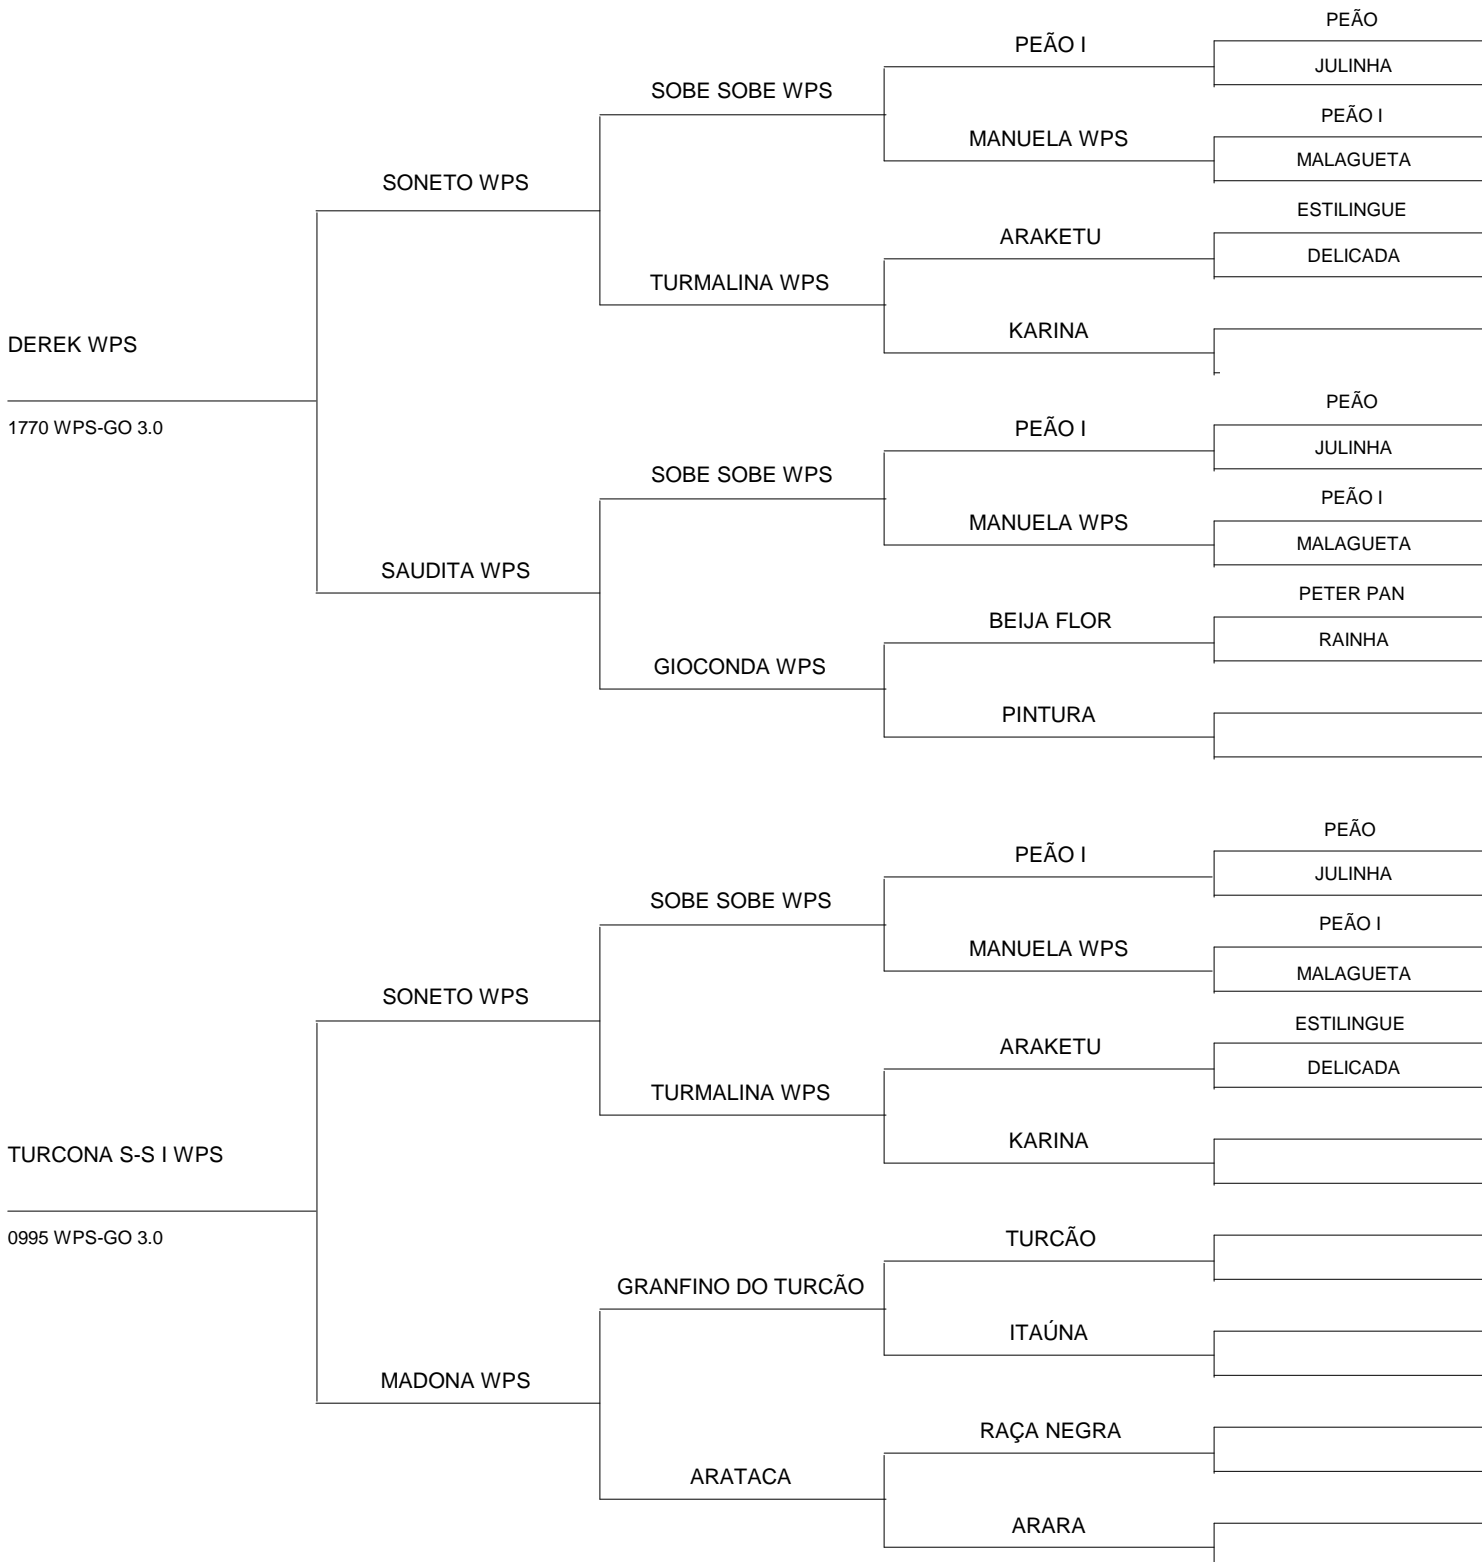 PEÃO
PEÃO I
JULINHA
SOBE SOBE WPS
PEÃO I
MANUELA WPS
MALAGUETA
SONETO WPS
ESTILINGUE
ARAKETU
DELICADA
TURMALINA WPS
KARINA
DEREK WPS
PEÃO
1770 WPS-GO 3.0
PEÃO I
JULINHA
SOBE SOBE WPS
PEÃO I
MANUELA WPS
MALAGUETA
SAUDITA WPS
PETER PAN
BEIJA FLOR
RAINHA
GIOCONDA WPS
PINTURA
PEÃO
PEÃO I
JULINHA
SOBE SOBE WPS
PEÃO I
MANUELA WPS
MALAGUETA
SONETO WPS
ESTILINGUE
ARAKETU
DELICADA
TURMALINA WPS
KARINA
TURCONA S-S I WPS
0995 WPS-GO 3.0
TURCÃO
GRANFINO DO TURCÃO
ITAÚNA
MADONA WPS
RAÇA NEGRA
ARATACA
ARARA